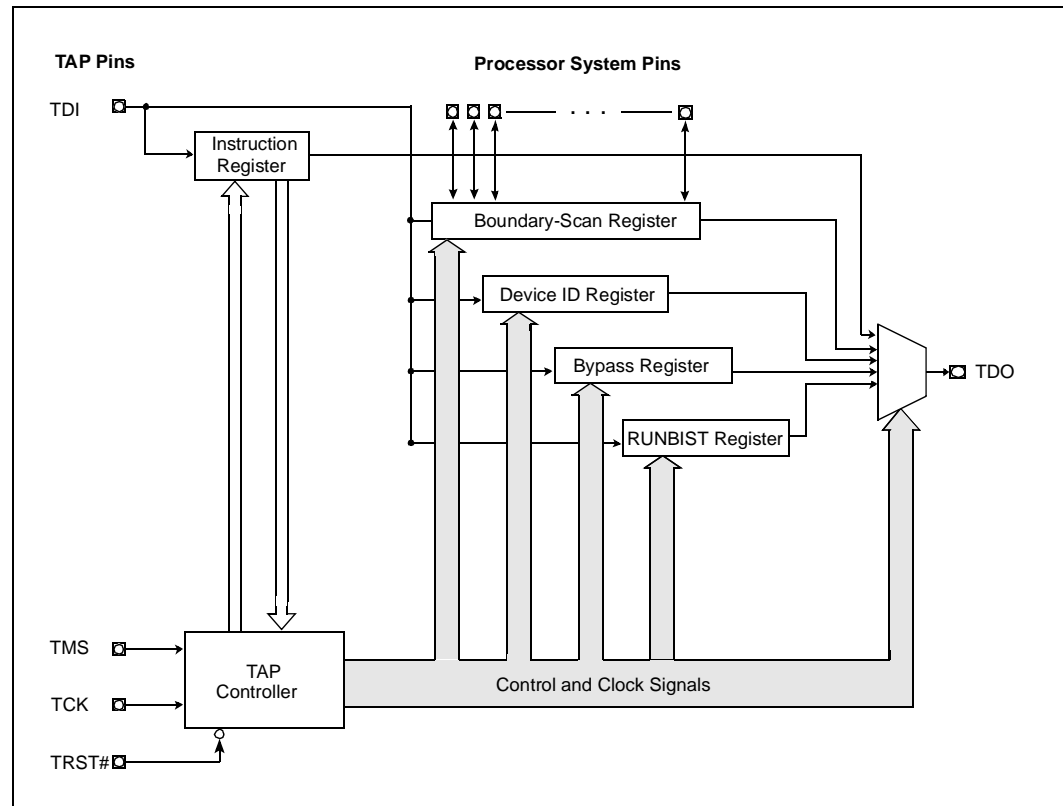 TAP Pins
Processor System Pins
TDI
. . .
Instruction
Register
Boundary-Scan Register
Device ID Register
Bypass Register
TDO
RUNBIST Register
TMS
TAP
Controller
Control and Clock Signals
TCK
TRST#